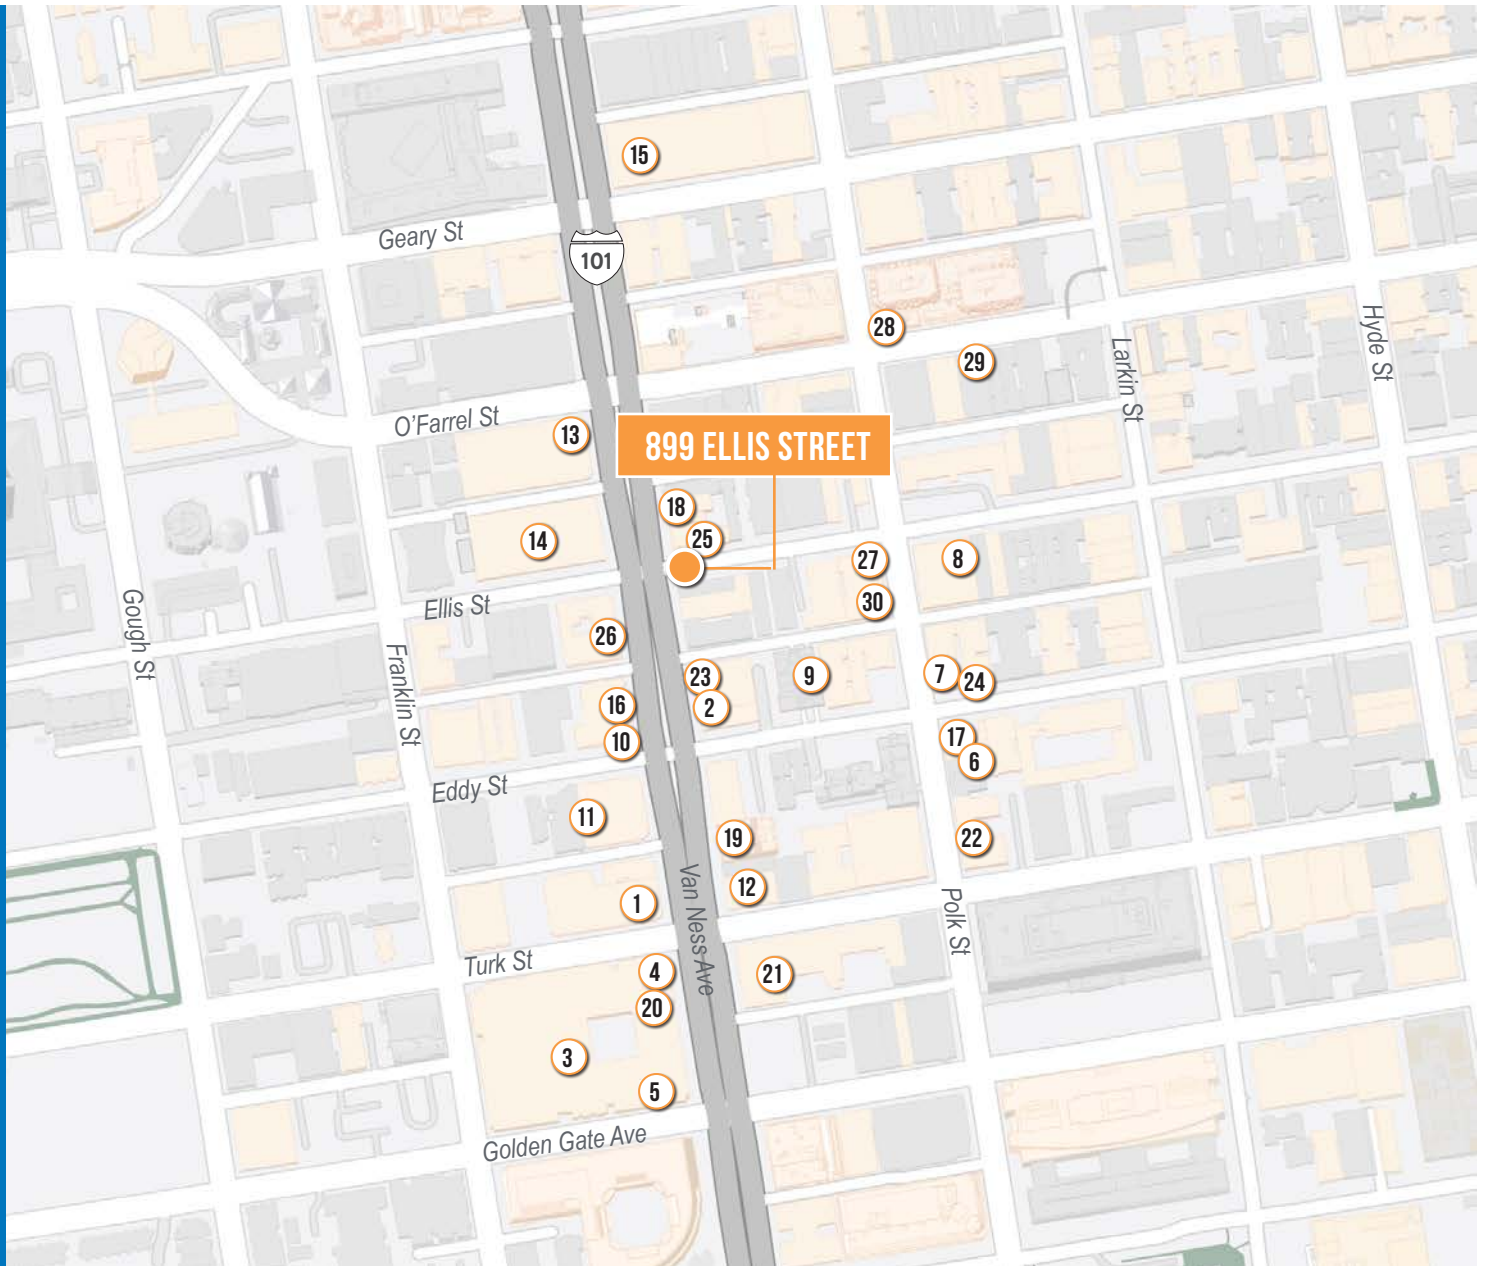 15
Geary St
101
Hyde St
28
Larkin St
29
O'Farrel St
13
899 ELLIS STREET
18
25
14
27
8
Ellis St
30
Gough St
26
Franklin St
23
9
7
24
16
2
10
17
6
Eddy St
11
19
22
Van Ness Ave
12
1
Polk St
Turk St
4
21
20
3
5
Golden Gate Ave